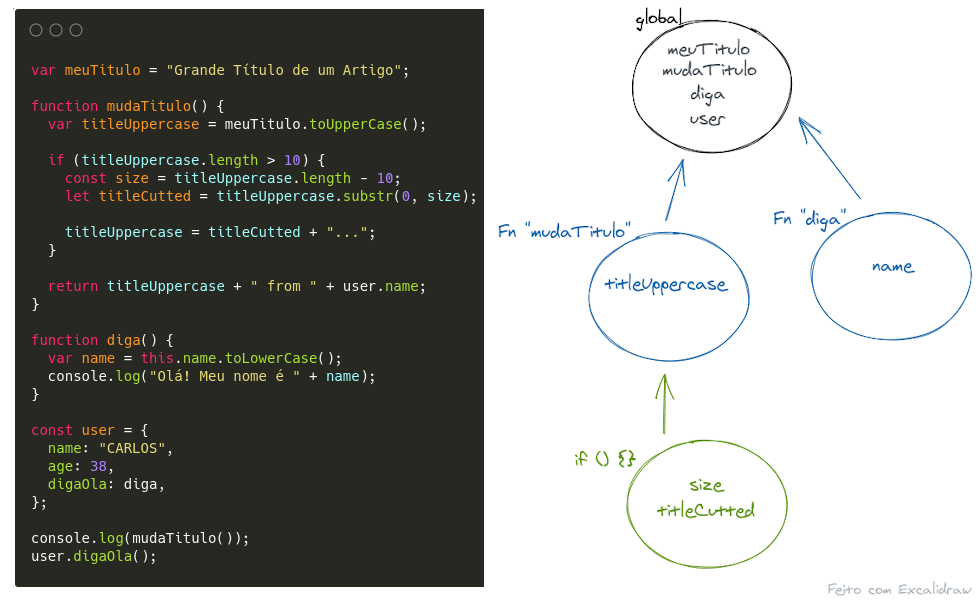 var meuTitulo = "Grande Título de um Artigo";
function mudaTitulo() {
  var titleUppercase = meuTitulo.toUpperCase();
  if (titleUppercase.length > 10) {
    const size = titleUppercase.length - 10;
    let titleCutted = titleUppercase.substr(0, size);
    titleUppercase = titleCutted + "...";
  }
  return titleUppercase + " from " + user.name;
}
function diga() {
  var name = this.name.toLowerCase();
  console.log("Olá! Meu nome é " + name);
}
const user = {
  name: "CARLOS",
  age: 38,
  digaOla: diga,
};
console.log(mudaTitulo());
user.digaOla();
global
meuTitulo
mudaTitulo
diga
user
Fn "mudaTitulo"
titleUppercase
Fn "diga"
name
if () {}
size
titleCutted
Feito com Excalidraw